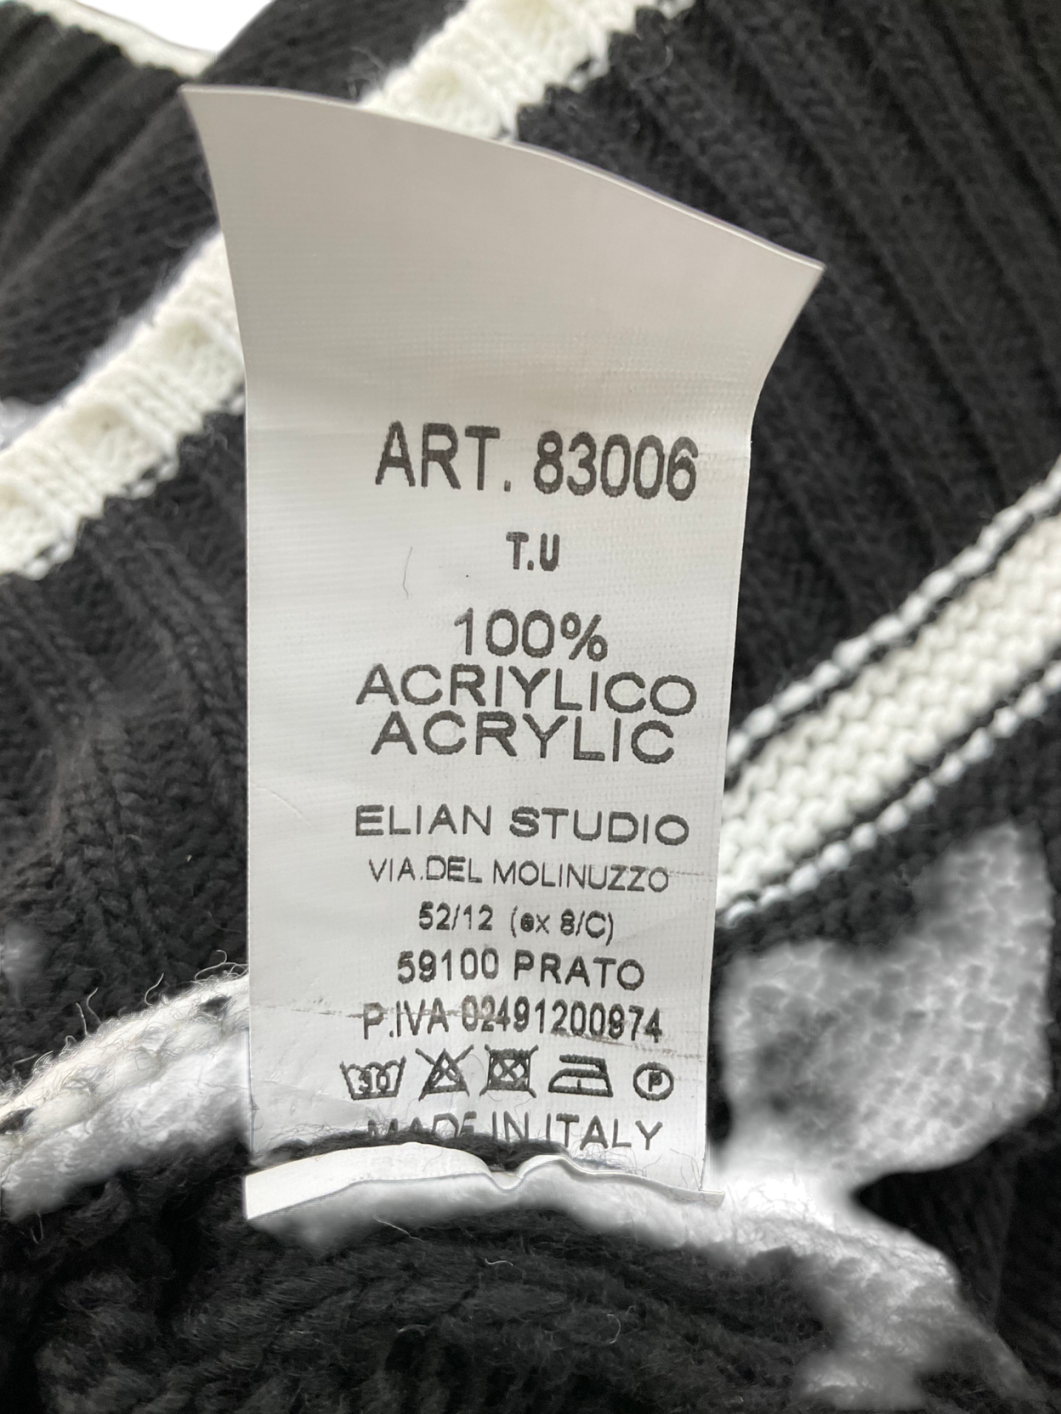 ART. 83006
T.U
100%
ACRIYLICO
ACRYLIC
ELIAN STUDIO
VIA.DEL MOLINUZZO
52/12 (ex 8/C)
59100 PRATO
P.IVA 02491200974
30 P
MADE IN ITALY